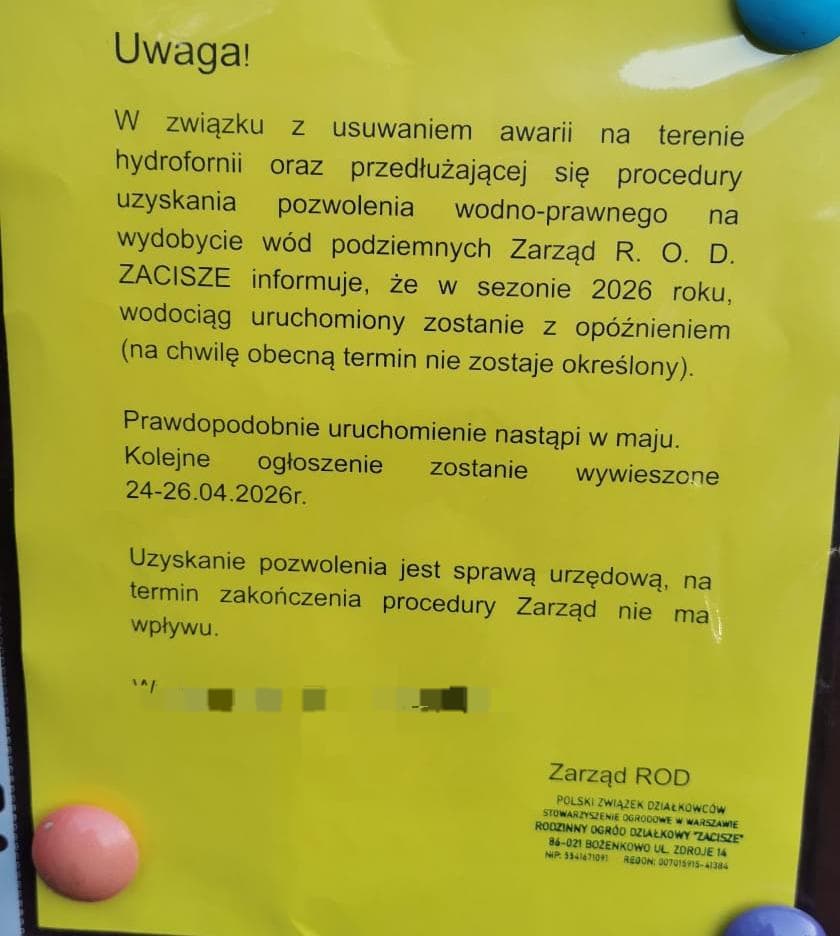 Uwaga!
W związku z usuwaniem awarii na terenie
hydrofornii oraz przedłużającej się procedury
uzyskania pozwolenia wodno-prawnego na
wydobycie wód podziemnych Zarząd R. O. D.
ZACISZE informuje, że w sezonie 2026 roku,
wodociąg uruchomiony zostanie z opóźnieniem
(na chwilę obecną termin nie zostaje określony).
Prawdopodobnie uruchomienie nastąpi w maju.
Kolejne ogłoszenie zostanie wywieszone
24-26.04.2026r.
Uzyskanie pozwolenia jest sprawą urzędową, na
termin zakończenia procedury Zarząd nie ma
wpływu.
Zarząd ROD
POLSKI ZWIĄZEK DZIAŁKOWCÓW
STOWARZYSZENIE OGRODOWE W WARSZAWIE
RODZINNY OGRÓD DZIAŁKOWY "ZACISZE"
86-021 BOŻENKOWO UL. ZDROJE 14
NIP: 5541671091 REGON: 007015915-41384